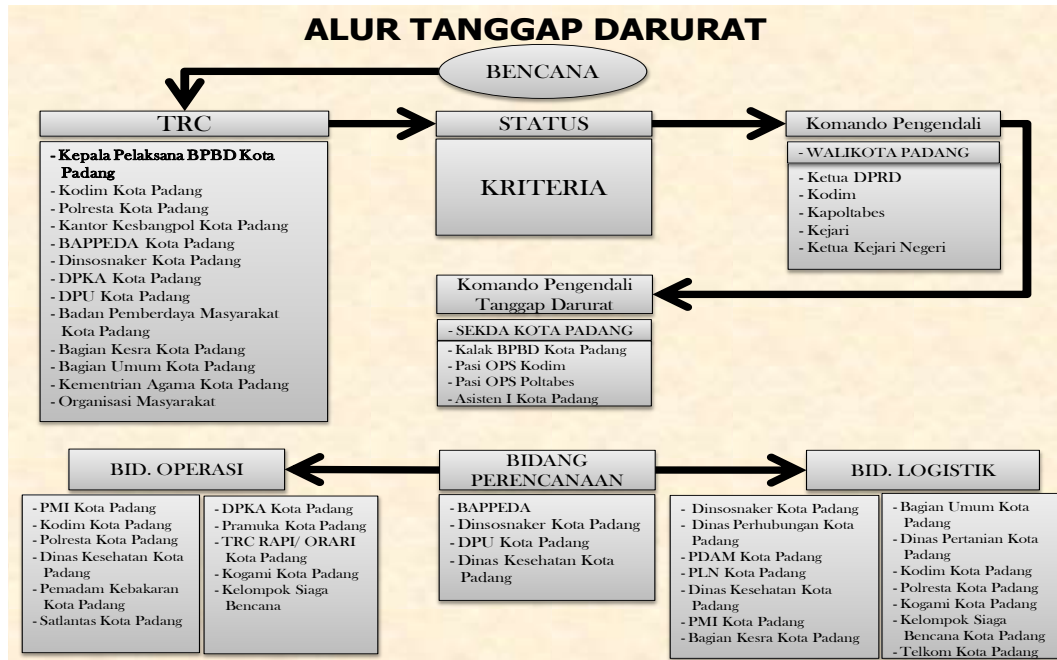 ALUR TANGGAP DARURAT
BENCANA
TRC
- Kepala Pelaksana BPBD Kota
Padang
- Kodim Kota Padang
- Polresta Kota Padang
- Kantor Kesbangpol Kota Padang
- BAPPEDA Kota Padang
- Dinsosnaker Kota Padang
- DPKA Kota Padang
- DPU Kota Padang
- Badan Pemberdaya Masyarakat
Kota Padang
- Bagian Kesra Kota Padang
- Bagian Umum Kota Padang
- Kementrian Agama Kota Padang
- Organisasi Masyarakat
STATUS
KRITERIA
Komando Pengendali
- WALIKOTA PADANG
- Ketua DPRD
- Kodim
- Kapoltabes
- Kejari
- Ketua Kejari Negeri
Komando Pengendali
Tanggap Darurat
- SEKDA KOTA PADANG
- Kalak BPBD Kota Padang
- Pasi OPS Kodim
- Pasi OPS Poltabes
- Asisten I Kota Padang
BID. OPERASI
- PMI Kota Padang
- Kodim Kota Padang
- Polresta Kota Padang
- Dinas Kesehatan Kota
Padang
- Pemadam Kebakaran
Kota Padang
- Satlantas Kota Padang
- DPKA Kota Padang
- Pramuka Kota Padang
- TRC RAPI/ ORARI
Kota Padang
- Kogami Kota Padang
- Kelompok Siaga
Bencana
BIDANG
PERENCANAAN
- BAPPEDA
- Dinsosnaker Kota Padang
- DPU Kota Padang
- Dinas Kesehatan Kota
Padang
BID. LOGISTIK
- Dinsosnaker Kota Padang
- Dinas Perhubungan Kota
Padang
- PDAM Kota Padang
- PLN Kota Padang
- Dinas Kesehatan Kota
Padang
- PMI Kota Padang
- Bagian Kesra Kota Padang
- Bagian Umum Kota
Padang
- Dinas Pertanian Kota
Padang
- Kodim Kota Padang
- Polresta Kota Padang
- Kogami Kota Padang
- Kelompok Siaga
Bencana Kota Padang
- Telkom Kota Padang